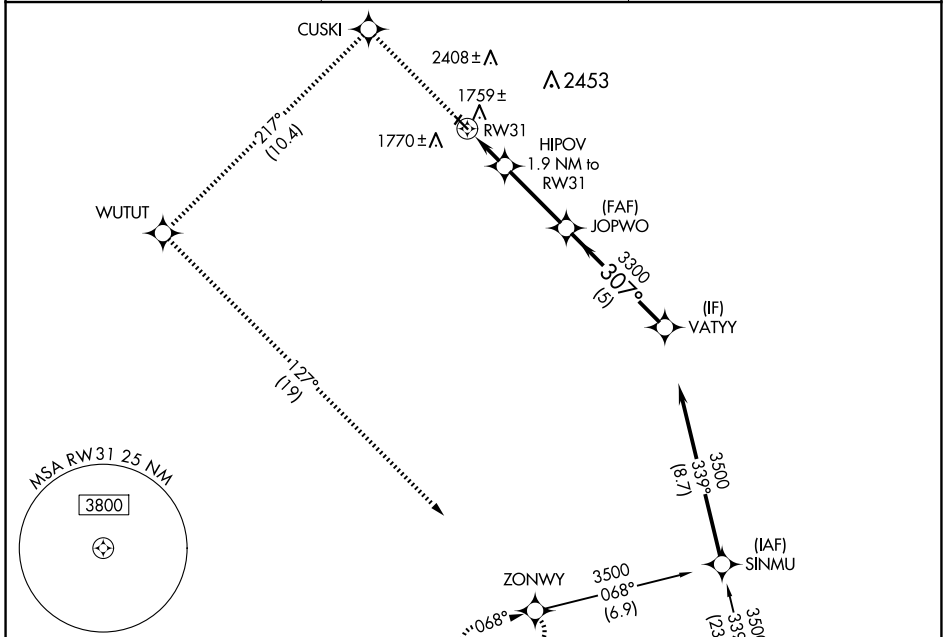 CUSKI
2408±
2453
1759±
1770±
RW31
HIPOV
1.9 NM to
RW31
217°
(10.4)
WUTUT
(FAF)
JOPWO
3300
307°
(5)
(IF)
VATYY
127°
(19)
MSA RW31 25 NM
3800
3500
339°
(8.7)
(IAF)
SINMU
ZONWY
3500
068°
(6.9)
068°
3500